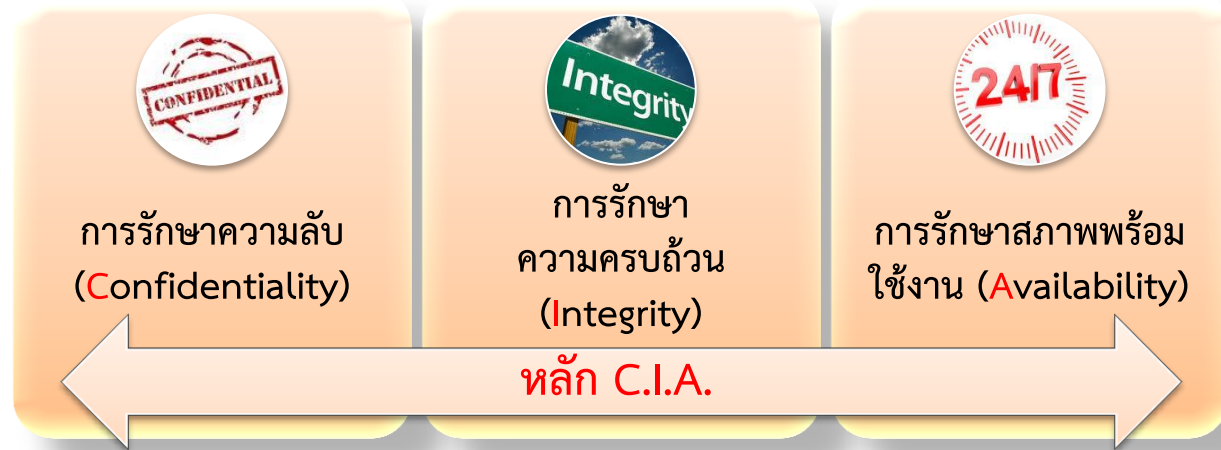 CONFIDENTIAL
การรักษาความลับ
(Confidentiality)
Integrity
การรักษา
ความครบถ้วน
(Integrity)
24/7
การรักษาสภาพพร้อม
ใช้งาน (Availability)
หลัก C.I.A.